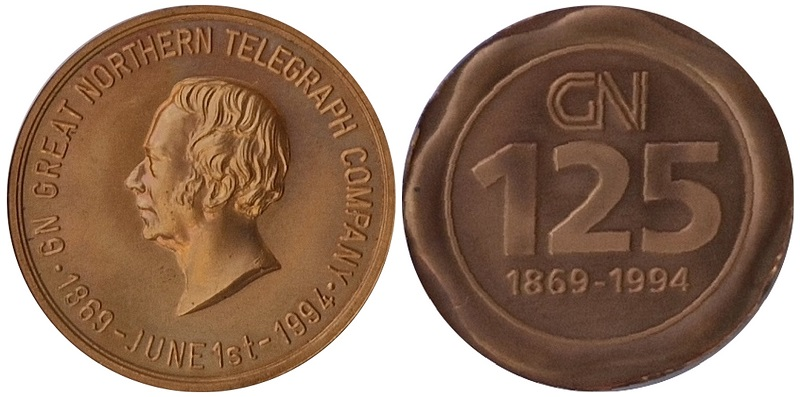 GN GREAT NORTHERN TELEGRAPH COMPANY
· 1869 - JUNE 1st - 1994 ·
GN
125
1869-1994